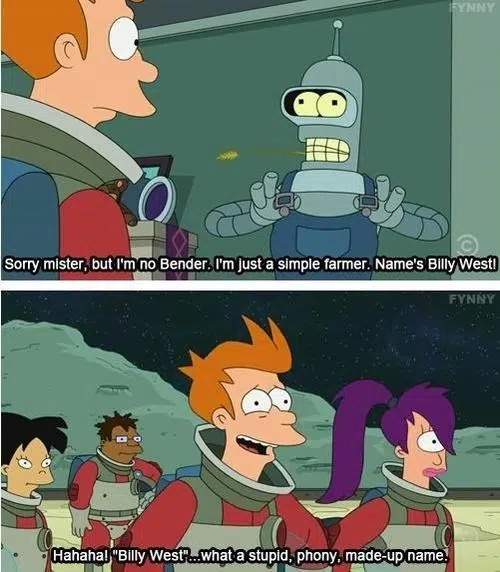 FYNNY
Sorry mister, but I'm no Bender. I'm just a simple farmer. Name's Billy West!
FYNNY
Hahaha! "Billy West"...what a stupid, phony, made-up name.